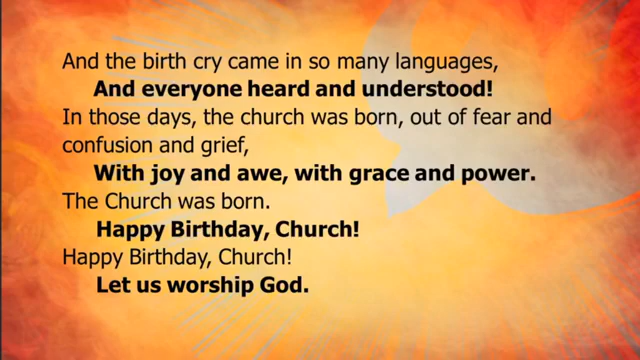 And the birth cry came in so many languages,
And everyone heard and understood!
In those days, the church was born, out of fear and
confusion and grief,
With joy and awe, with grace and power.
The Church was born.
Happy Birthday, Church!
Happy Birthday, Church!
Let us worship God.